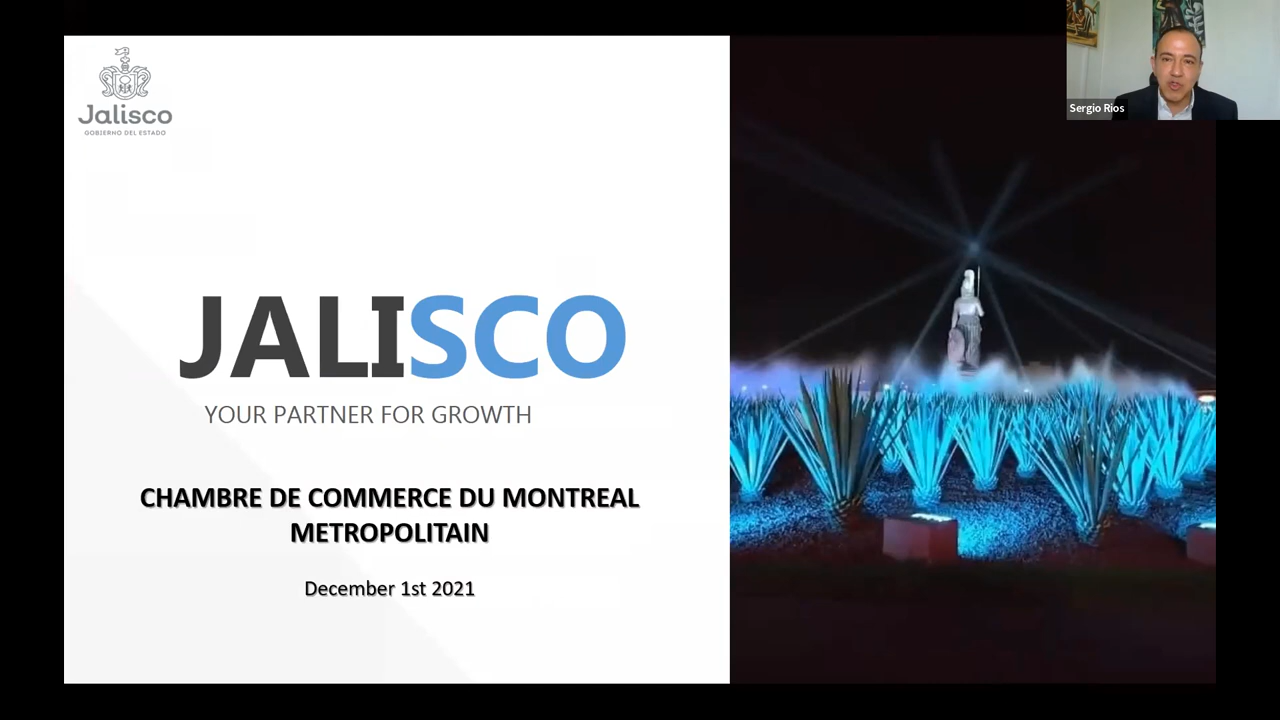 Jalisco
GOBIERNO DEL ESTADO
Sergio Rios
JALISCO
YOUR PARTNER FOR GROWTH
CHAMBRE DE COMMERCE DU MONTREAL
METROPOLITAIN
December 1st 2021